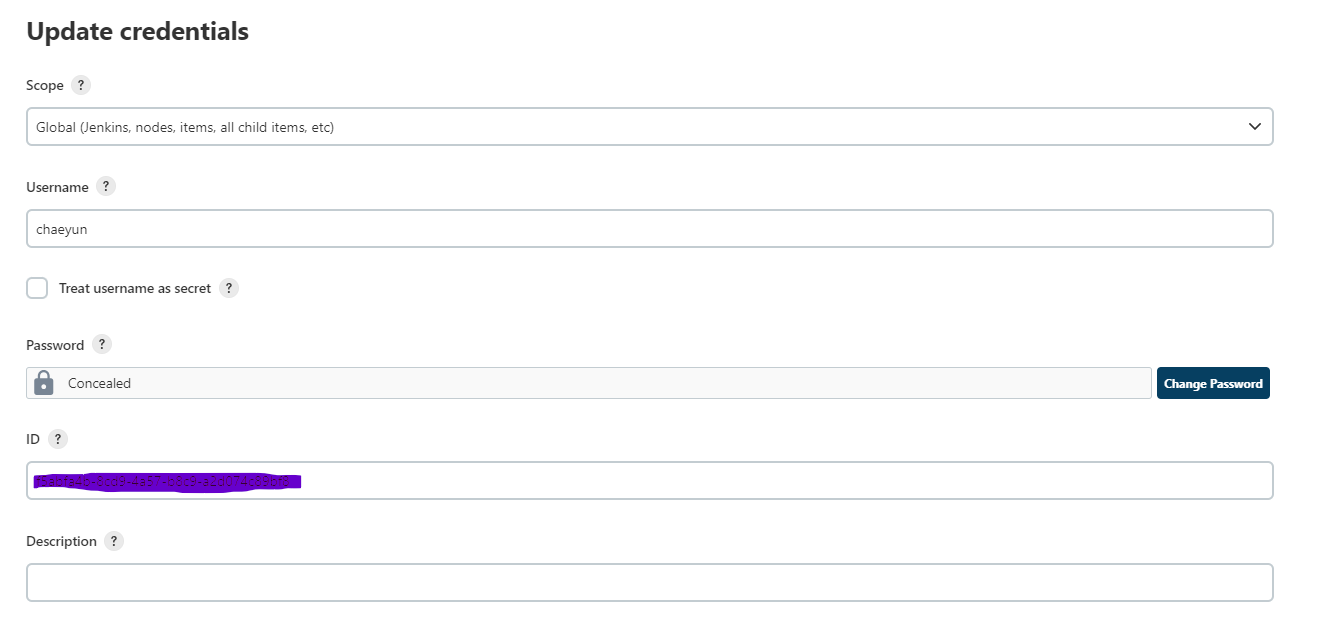 Update credentials
Scope ?
Global (Jenkins, nodes, items, all child items, etc)
Username ?
chaeyun
Treat username as secret ?
Password ?
Concealed
Change Password
ID ?
Description ?